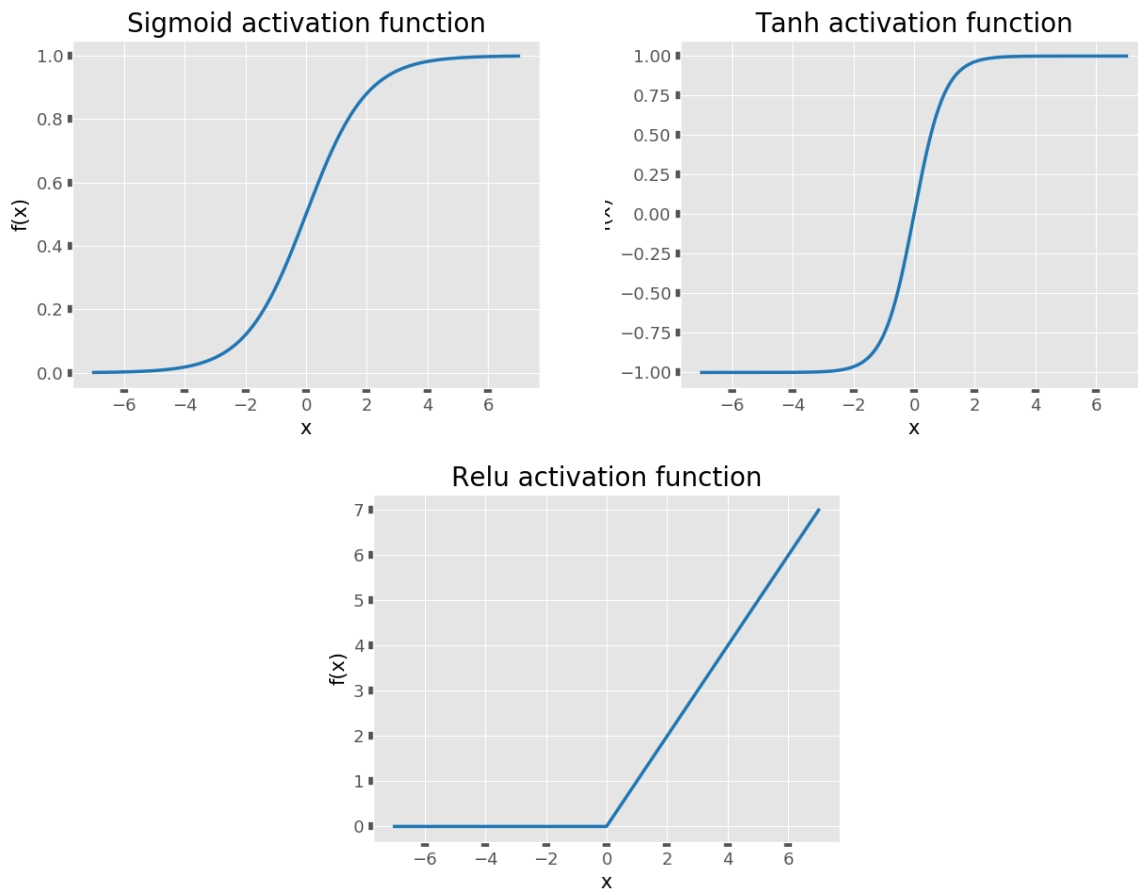 Sigmoid activation function
1.0
0.8
0.6
0.4
0.2
0.0
f(x)
−6 −4 −2 0 2 4 6
x
Tanh activation function
1.00
0.75
0.50
0.25
0.00
−0.25
−0.50
−0.75
−1.00
−6 −4 −2 0 2 4 6
x
Relu activation function
7
6
5
4
3
2
1
0
f(x)
−6 −4 −2 0 2 4 6
x